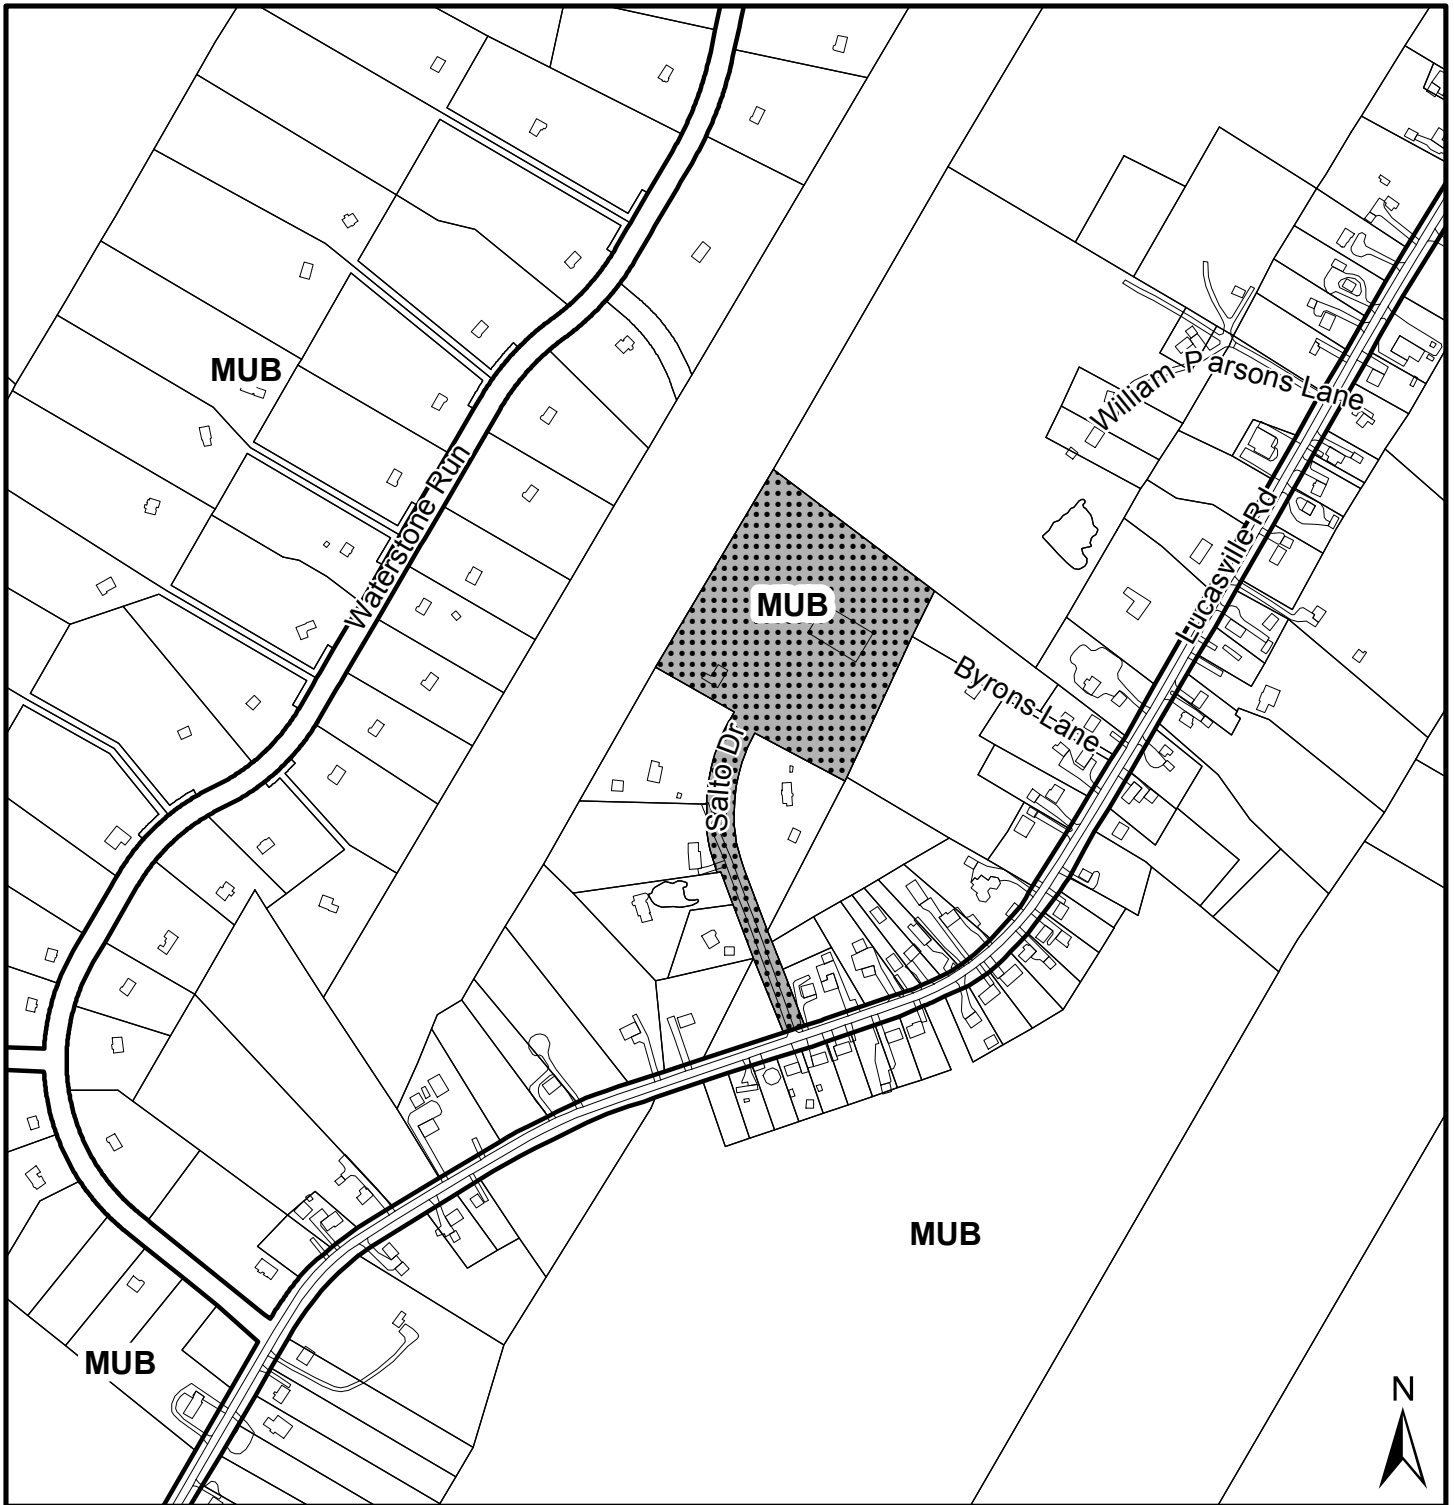 MUB
William Parsons Lane
Waterstone Run
Lucasville Rd
MUB
Byrons Lane
Salto Dr
MUB
MUB
N